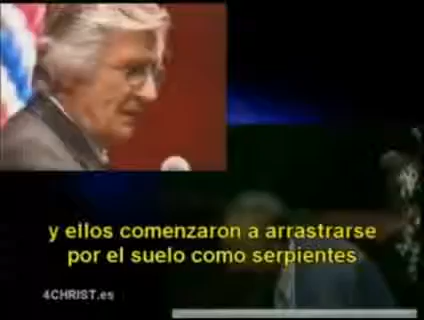 y ellos comenzaron a arrastrarse
por el suelo como serpientes
4CHRIST.es